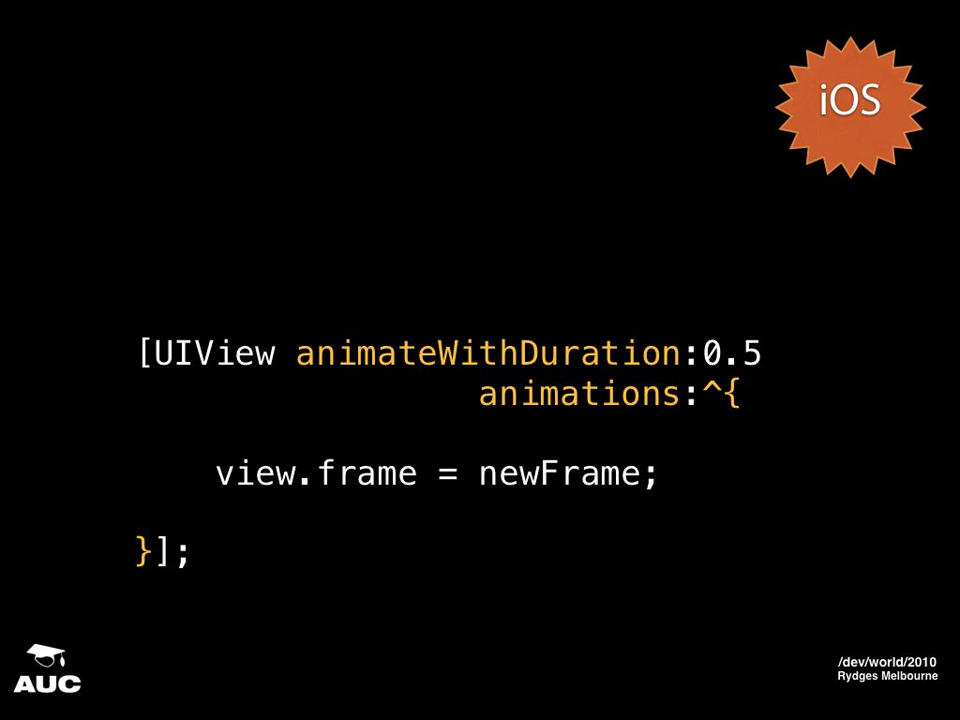 iOS
[UIView animateWithDuration:0.5
animations:^{
view.frame = newFrame;
}];
AUC
/dev/world/2010
Rydges Melbourne